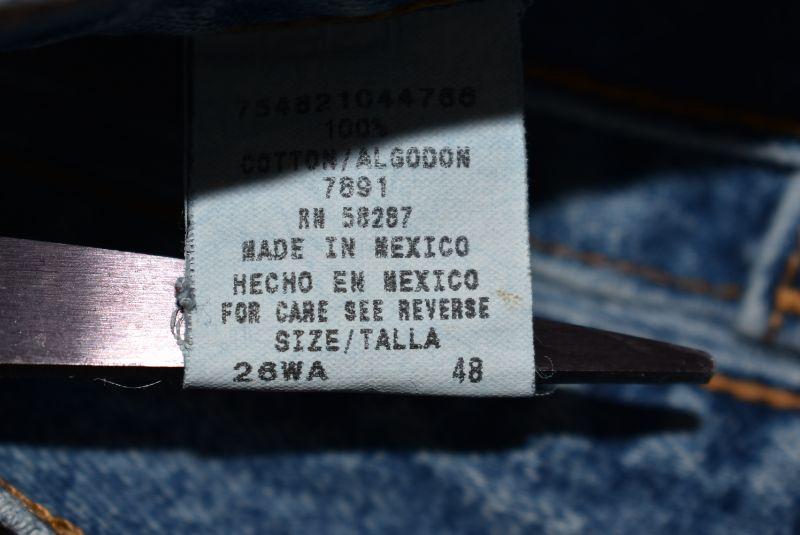 754821044766
100%
COTTON/ALGODON
7891
RN 58287
MADE IN MEXICO
HECHO EN MEXICO
FOR CARE SEE REVERSE
SIZE/TALLA
26WA 48